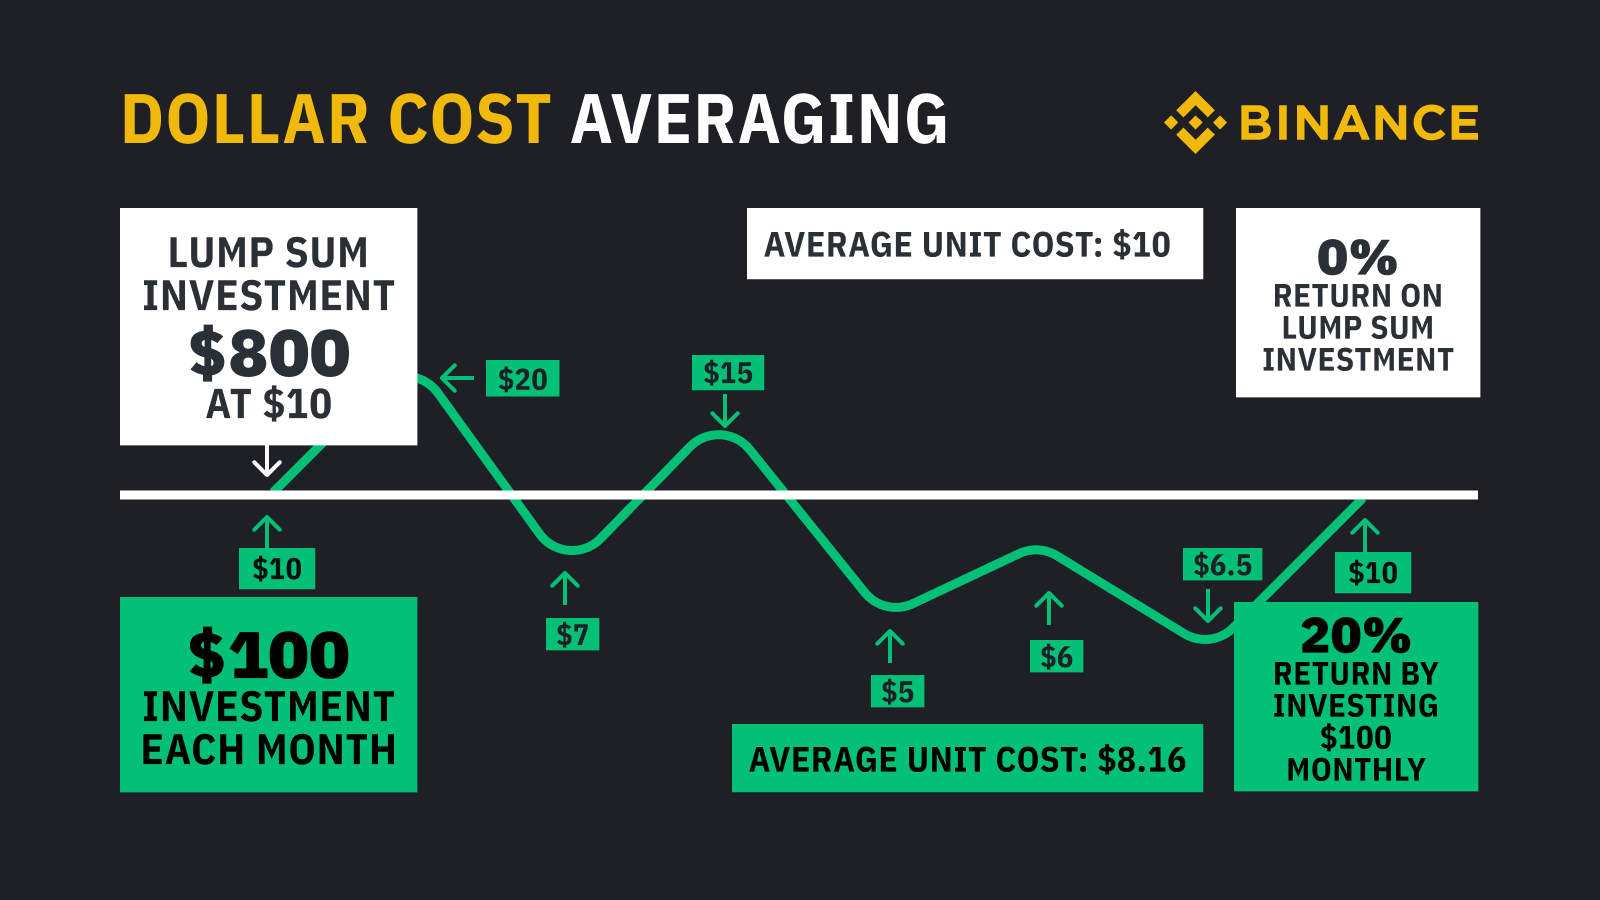 DOLLAR COST AVERAGING
BINANCE
LUMP SUM
INVESTMENT
$800
AT $10
AVERAGE UNIT COST: $10
0%
RETURN ON
LUMP SUM
INVESTMENT
$20
$15
$10
$7
$5
$6
$6.5
$10
$100
INVESTMENT
EACH MONTH
AVERAGE UNIT COST: $8.16
20%
RETURN BY
INVESTING
$100
MONTHLY